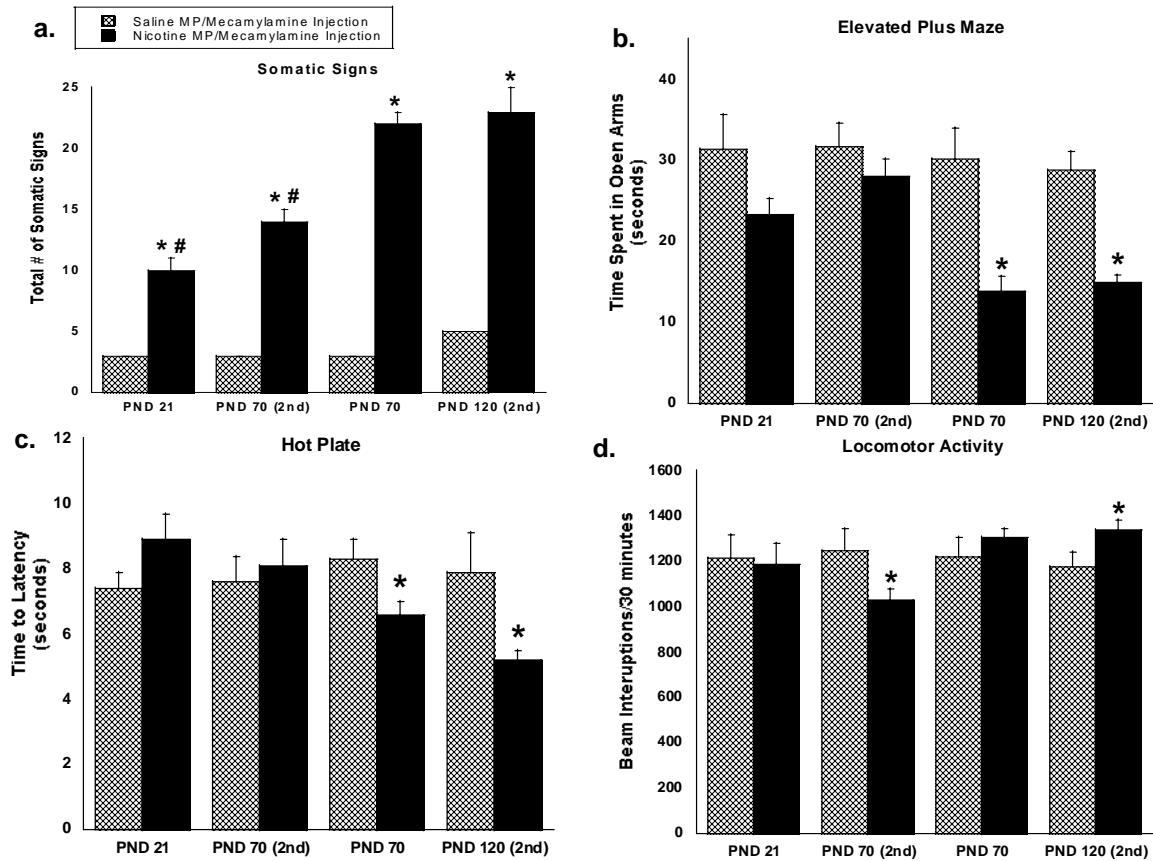 a.
Saline MP/Mecamylamine Injection
Nicotine MP/Mecamylamine Injection
Somatic Signs
Total # of Somatic Signs
25
20
15
10
5
0
* #
* #
*
*
PND 21
PND 70 (2nd)
PND 70
PND 120 (2nd)
b.
Elevated Plus Maze
Time Spent in Open Arms
(seconds)
40
30
20
10
0
*
*
PND 21
PND 70 (2nd)
PND 70
PND 120 (2nd)
c.
Hot Plate
Time to Latency
(seconds)
12
10
8
6
4
2
0
*
*
PND 21
PND 70 (2nd)
PND 70
PND 120 (2nd)
d.
Locomotor Activity
Beam Interuptions/30 minutes
1600
1400
1200
1000
800
600
400
200
0
*
*
PND 21
PND 70 (2nd)
PND 70
PND 120 (2nd)